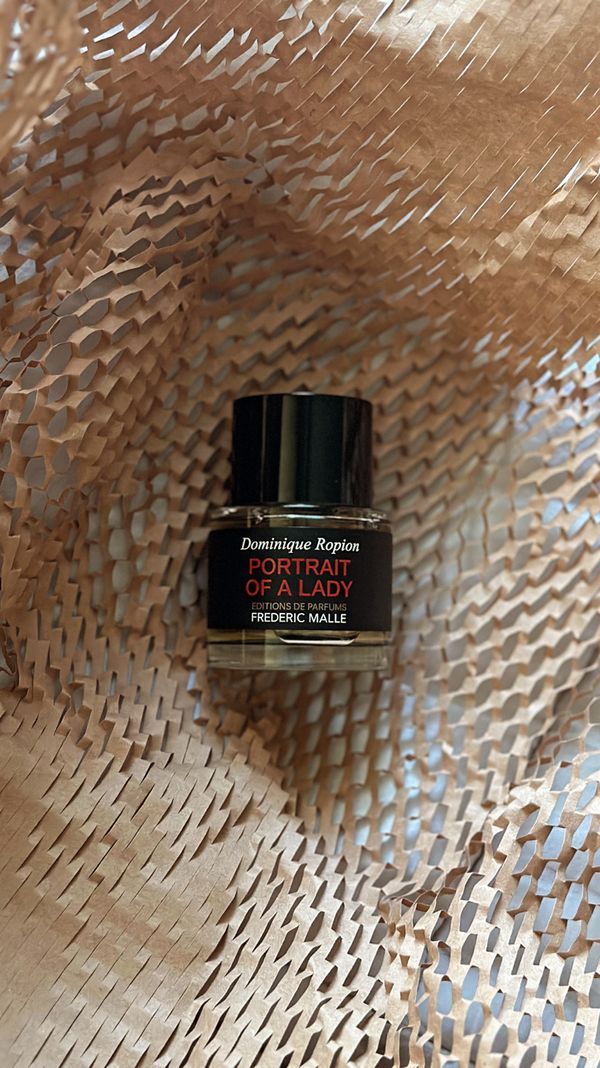 Dominique Ropion
PORTRAIT
OF A LADY
EDITIONS DE PARFUMS
FREDERIC MALLE